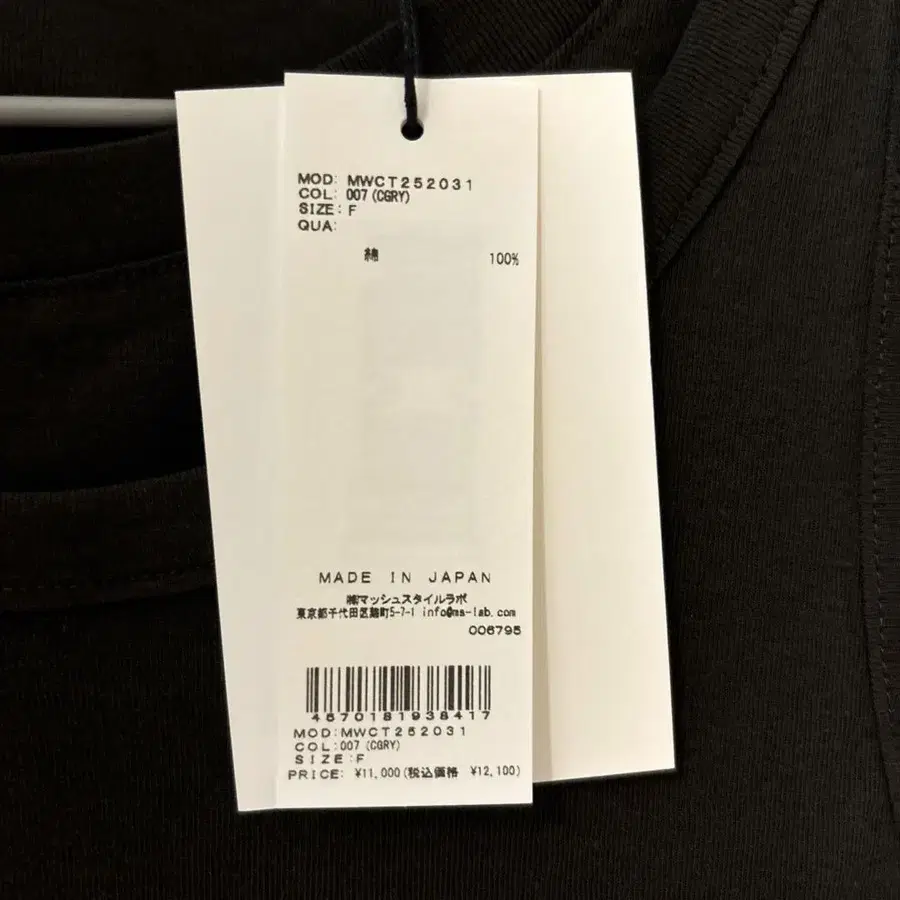 MOD: MWCT252031
COL: 007 (CGRY)
SIZE: F
QUA:
綿 100%
MADE IN JAPAN
㈱マッシュスタイルラボ
東京都千代田区麹町5-7-1 info@ms-lab.com
006795
4570181938417
MOD:MWCT252031
COL:007 (CGRY)
SIZE:F
PRICE: ¥11,000(税込価格 ¥12,100)